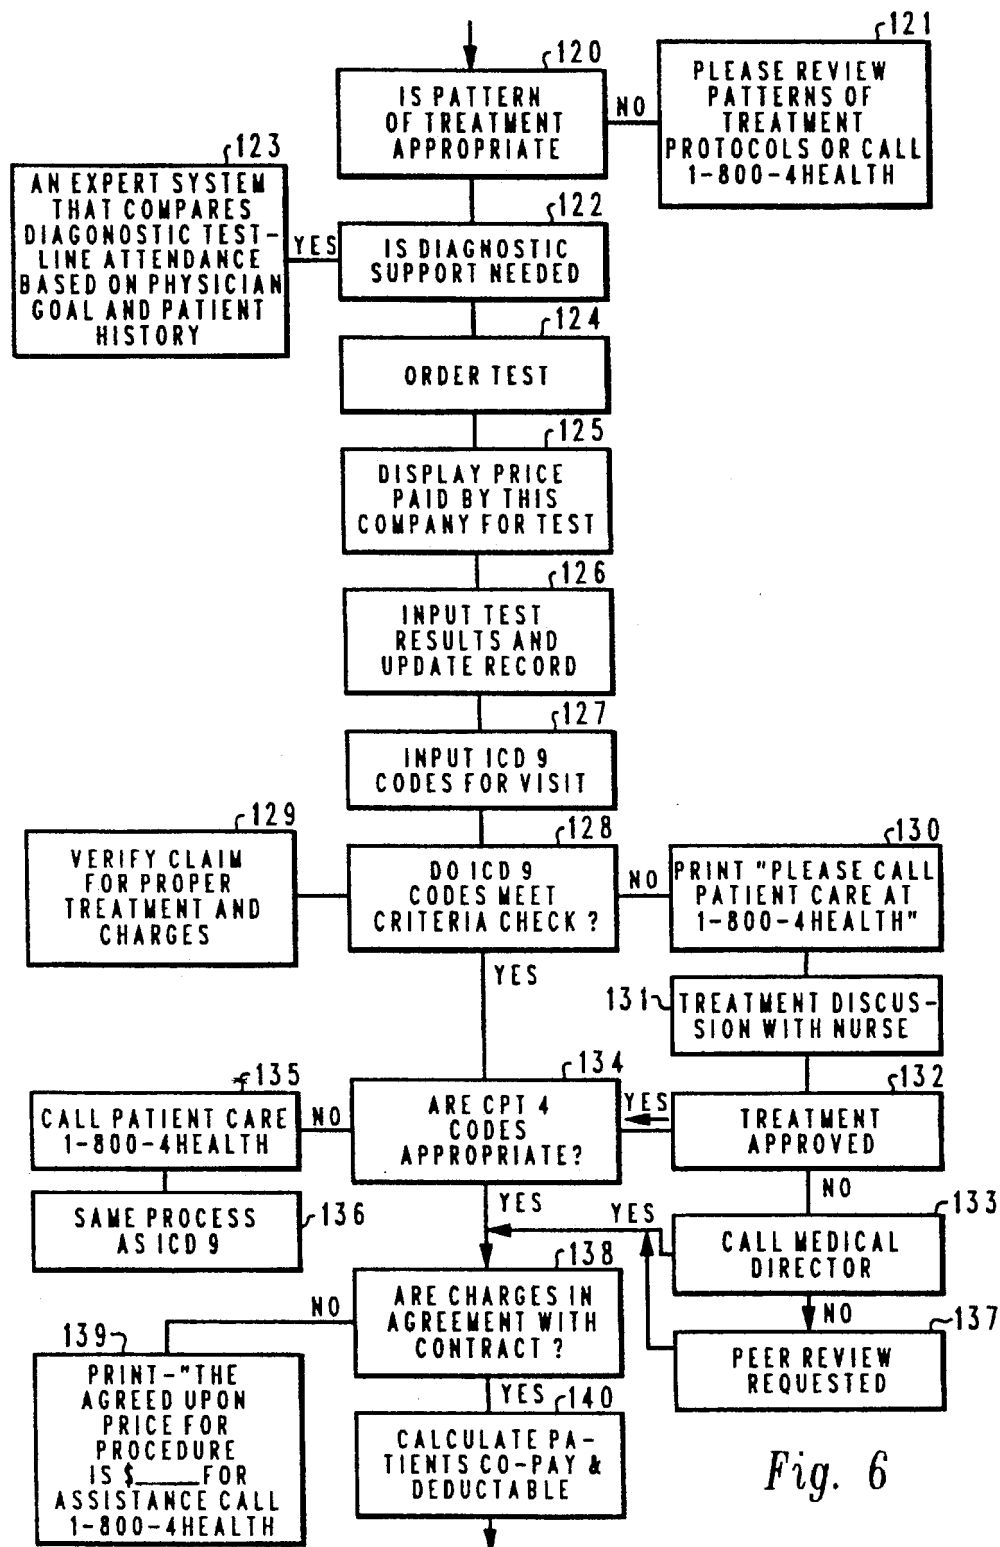 120
IS PATTERN
OF TREATMENT
APPROPRIATE
NO
121
PLEASE REVIEW
PATTERNS OF
TREATMENT
PROTOCOLS OR CALL
1-800-4HEALTH
123
AN EXPERT SYSTEM
THAT COMPARES
DIAGONOSTIC TEST-
LINE ATTENDANCE
BASED ON PHYSICIAN
GOAL AND PATIENT
HISTORY
YES
122
IS DIAGNOSTIC
SUPPORT NEEDED
124
ORDER TEST
125
DISPLAY PRICE
PAID BY THIS
COMPANY FOR TEST
126
INPUT TEST
RESULTS AND
UPDATE RECORD
127
INPUT ICD 9
CODES FOR VISIT
129
VERIFY CLAIM
FOR PROPER
TREATMENT AND
CHARGES
128
DO ICD 9
CODES MEET
CRITERIA CHECK ?
NO
YES
130
PRINT "PLEASE CALL
PATIENT CARE AT
1-800-4HEALTH"
131
TREATMENT DISCUS-
SION WITH NURSE
132
TREATMENT
APPROVED
YES
NO
134
ARE CPT 4
CODES
APPROPRIATE?
NO
YES
135
CALL PATIENT CARE
1-800-4HEALTH
136
SAME PROCESS
AS ICD 9
133
CALL MEDICAL
DIRECTOR
YES
NO
137
PEER REVIEW
REQUESTED
138
ARE CHARGES IN
AGREEMENT WITH
CONTRACT ?
NO
YES
139
PRINT-"THE
AGREED UPON
PRICE FOR
PROCEDURE
IS $_____FOR
ASSISTANCE CALL
1-800-4HEALTH
140
CALCULATE PA-
TIENTS CO-PAY &
DEDUCTABLE
Fig. 6